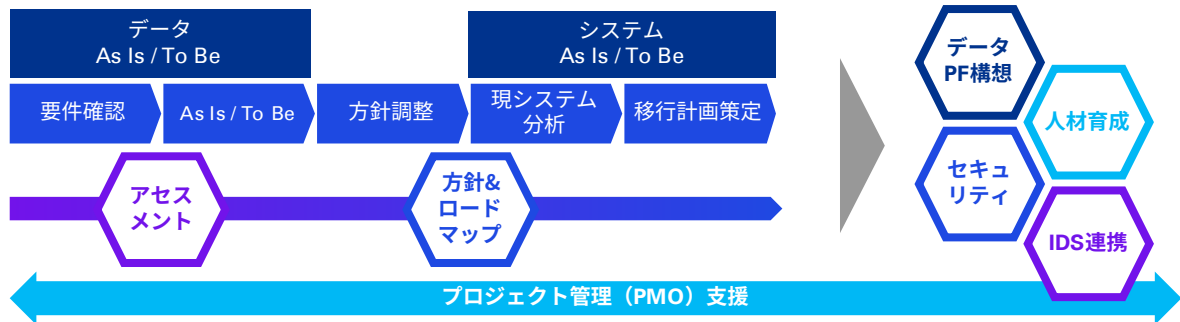 データ
As Is / To Be
システム
As Is / To Be
要件確認
As Is / To Be
方針調整
現システム
分析
移行計画策定
アセス
メント
方針&
ロード
マップ
データ
PF構想
人材育成
セキュ
リティ
IDS連携
プロジェクト管理（PMO）支援